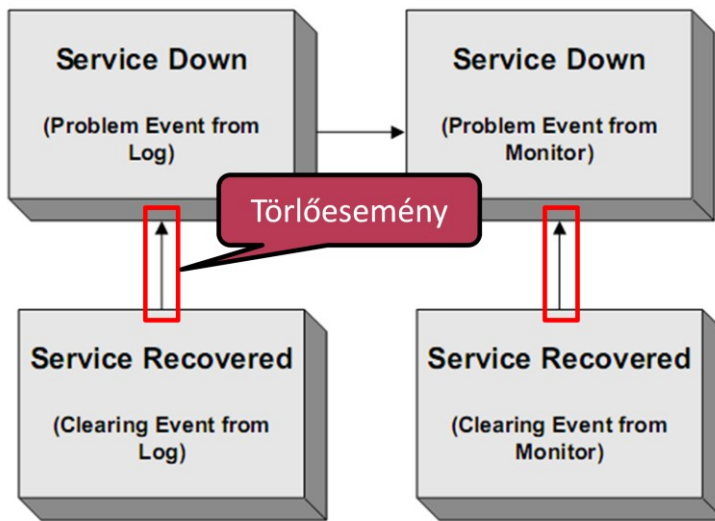 Service Down
(Problem Event from
Log)
Service Down
(Problem Event from
Monitor)
Törlőesemény
Service Recovered
(Clearing Event from
Log)
Service Recovered
(Clearing Event from
Monitor)